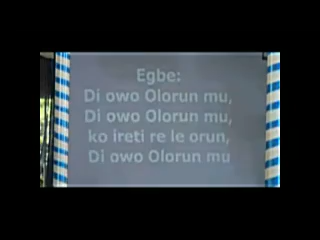 Egbe:
Di owo Olorun mu,
Di owo Olorun mu,
ko ireti re le orun,
Di owo Olorun mu